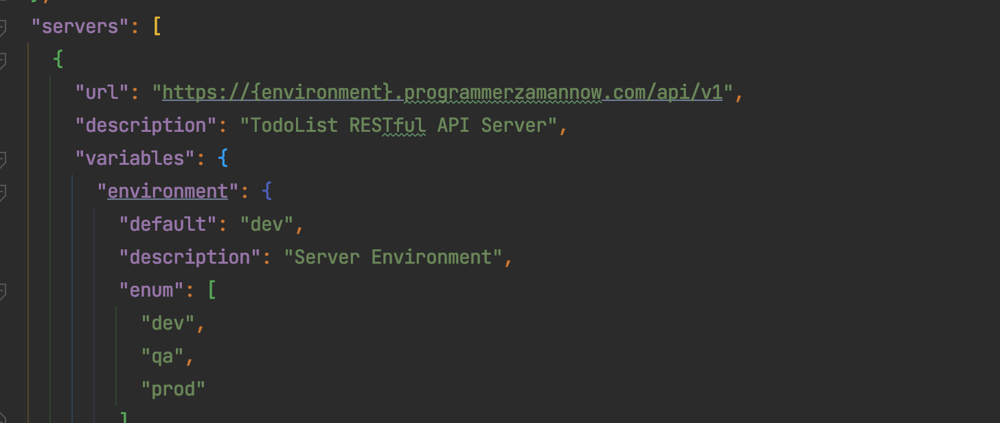 "servers": [
{
"url": "https://{environment}.programmerzamannow.com/api/v1",
"description": "TodoList RESTful API Server",
"variables": {
"environment": {
"default": "dev",
"description": "Server Environment",
"enum": [
"dev",
"qa",
"prod"
]